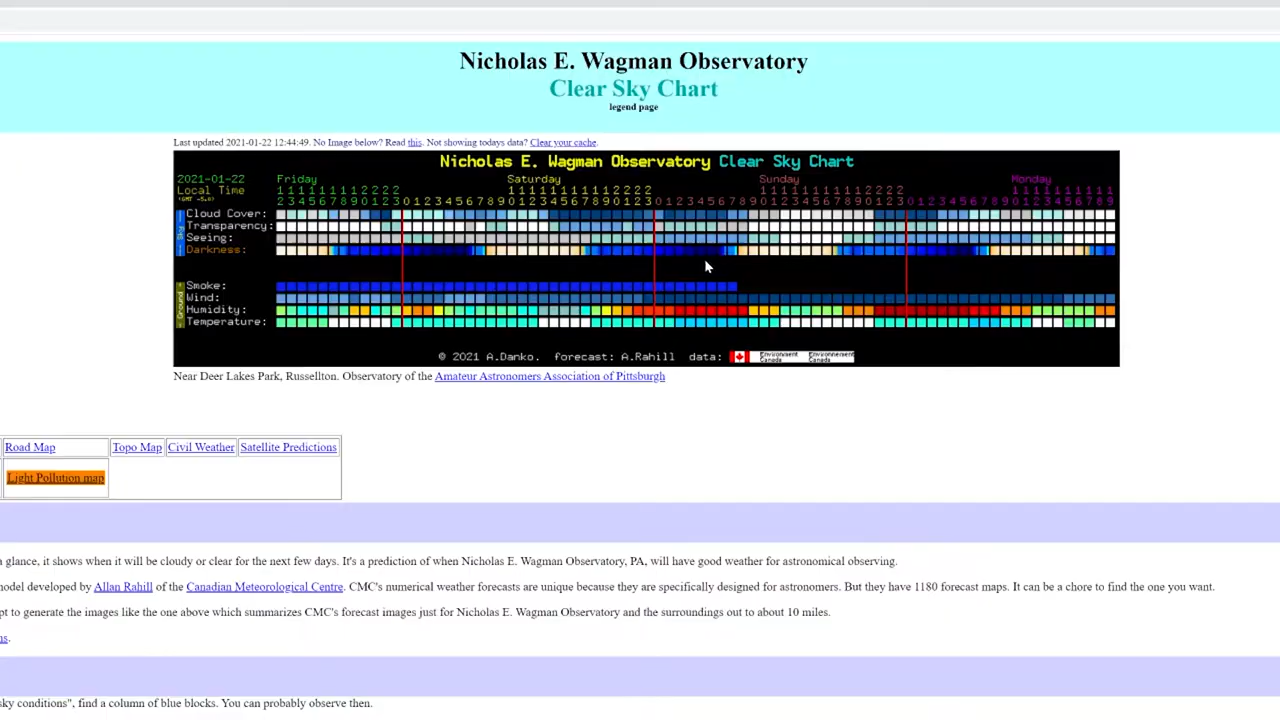 Nicholas E. Wagman Observatory
Clear Sky Chart
legend page
Last updated 2021-01-22 12:44:49. No Image below? Read this. Not showing todays data? Clear your cache.
Nicholas E. Wagman Observatory Clear Sky Chart
2021-01-22 Friday Saturday Sunday Monday
Local Time
Cloud Cover:
Transparency:
Seeing:
Darkness:
Smoke:
Wind:
Humidity:
Temperature:
© 2021 A.Danko. forecast: A.Rahill data: Environment Canada Environnement Canada
Near Deer Lakes Park, Russellton. Observatory of the Amateur Astronomers Association of Pittsburgh
Road Map Topo Map Civil Weather Satellite Predictions
Light Pollution map
a glance, it shows when it will be cloudy or clear for the next few days. It's a prediction of when Nicholas E. Wagman Observatory, PA, will have good weather for astronomical observing.
odel developed by Allan Rahill of the Canadian Meteorological Centre. CMC's numerical weather forecasts are unique because they are specifically designed for astronomers. But they have 1180 forecast maps. It can be a chore to find the one you want.
pt to generate the images like the one above which summarizes CMC's forecast images just for Nicholas E. Wagman Observatory and the surroundings out to about 10 miles.
ns.
sky conditions", find a column of blue blocks. You can probably observe then.